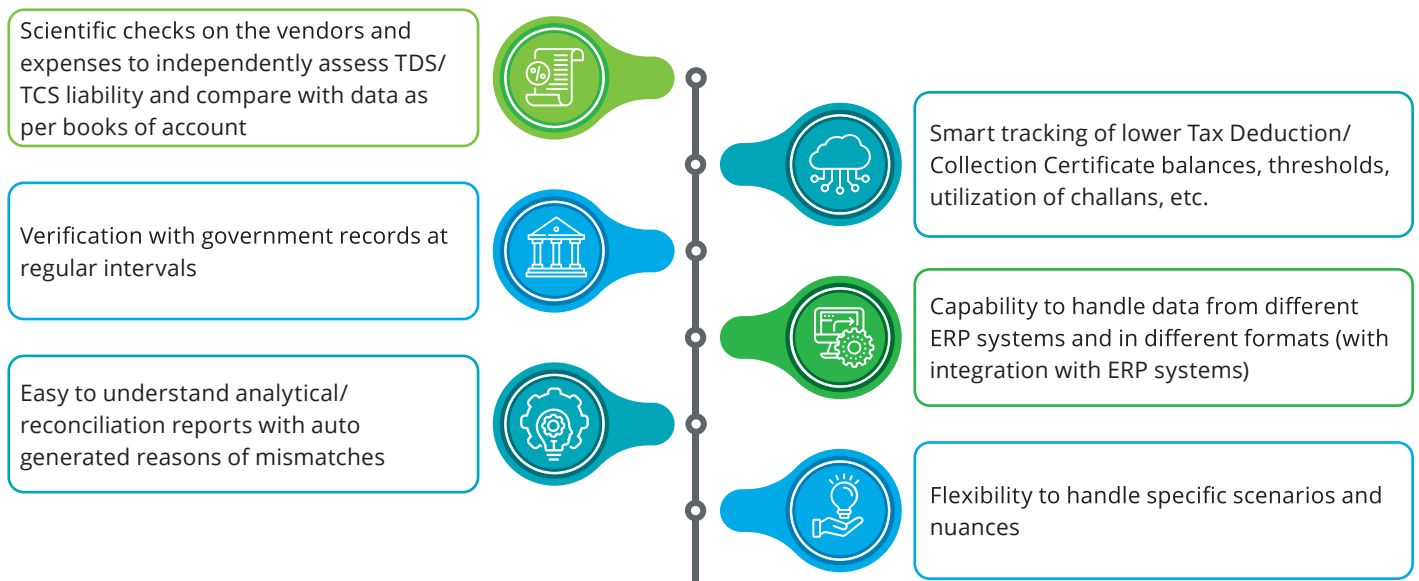 Scientific checks on the vendors and
expenses to independently assess TDS/
TCS liability and compare with data as
per books of account
Smart tracking of lower Tax Deduction/
Collection Certificate balances, thresholds,
utilization of challans, etc.
Verification with government records at
regular intervals
Capability to handle data from different
ERP systems and in different formats (with
integration with ERP systems)
Easy to understand analytical/
reconciliation reports with auto
generated reasons of mismatches
Flexibility to handle specific scenarios and
nuances